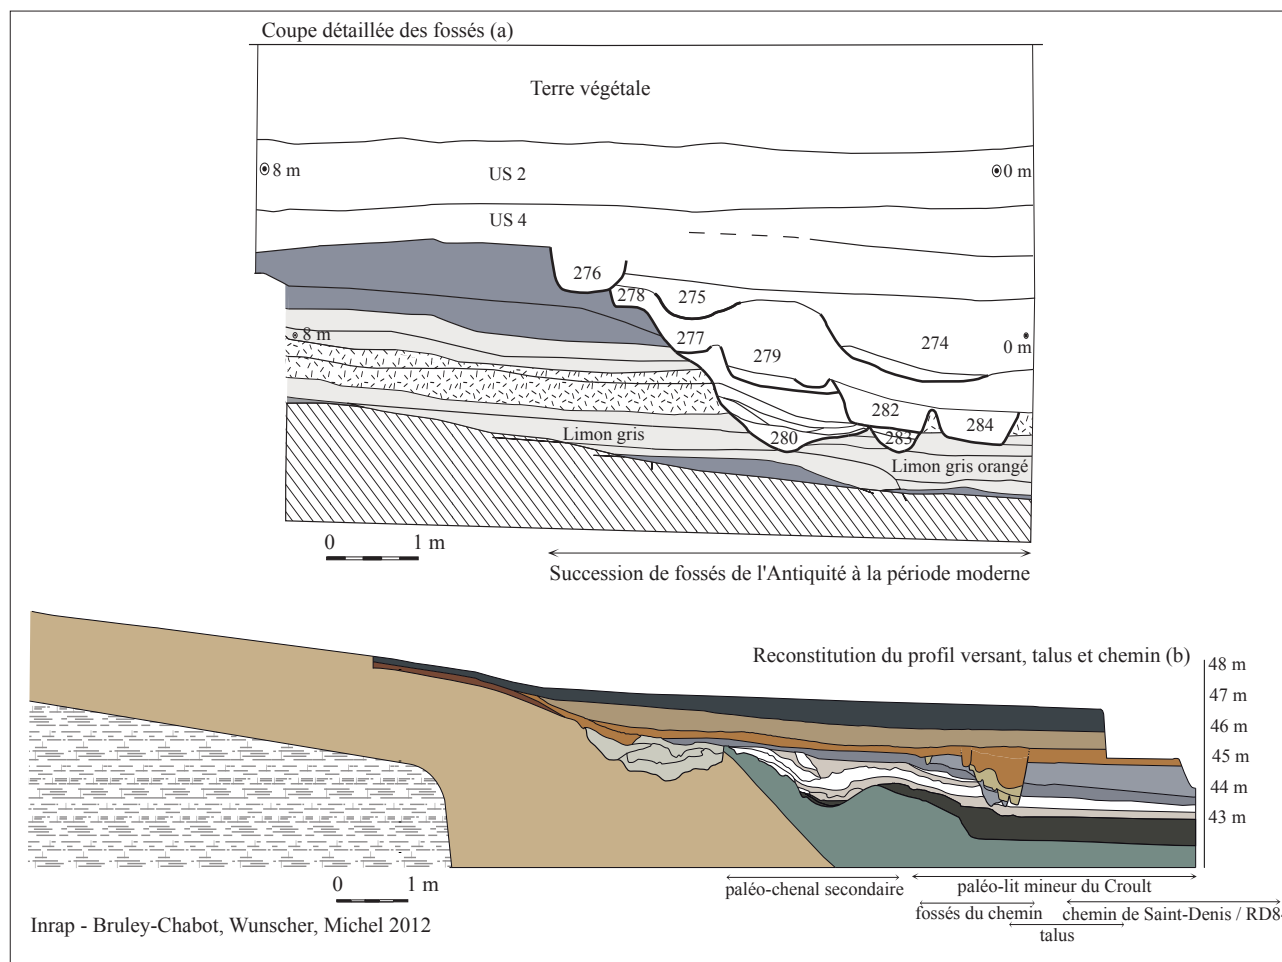 Coupe détaillée des fossés (a)
Terre végétale
8 m
US 2
0 m
US 4
276
278
275
277
8 m
279
274
0 m
282
284
280
283
Limon gris
Limon gris orangé
0 1 m
Succession de fossés de l'Antiquité à la période moderne
Reconstitution du profil versant, talus et chemin (b)
48 m
47 m
46 m
45 m
44 m
43 m
0 1 m
paléo-chenal secondaire
paléo-lit mineur du Croult
fossés du chemin
chemin de Saint-Denis / RD84
talus
Inrap - Bruley-Chabot, Wunscher, Michel 2012